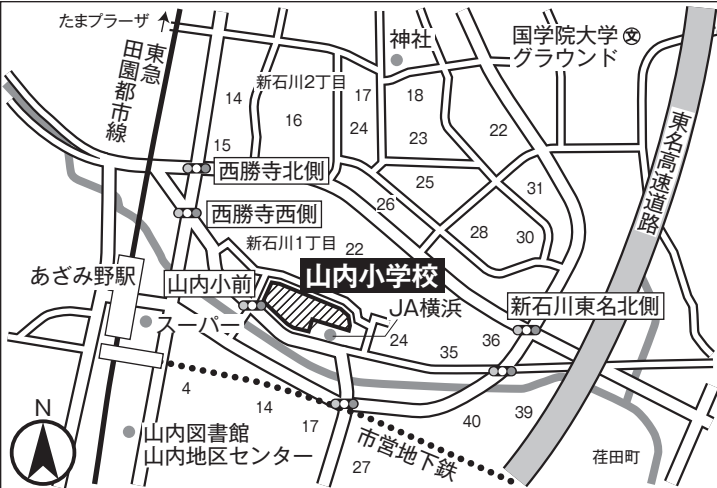 たまプラーザ
東急
田園都市線
神社
国学院大学 文
グラウンド
新石川2丁目
14
17
18
16
24
23
22
15
東名高速道路
西勝寺北側
25
31
26
西勝寺西側
28
30
新石川1丁目
22
あざみ野駅
山内小前
山内小学校
JA横浜
新石川東名北側
スーパー
24
35
36
4
14
17
40
39
N
山内図書館
山内地区センター
市営地下鉄
27
荏田町